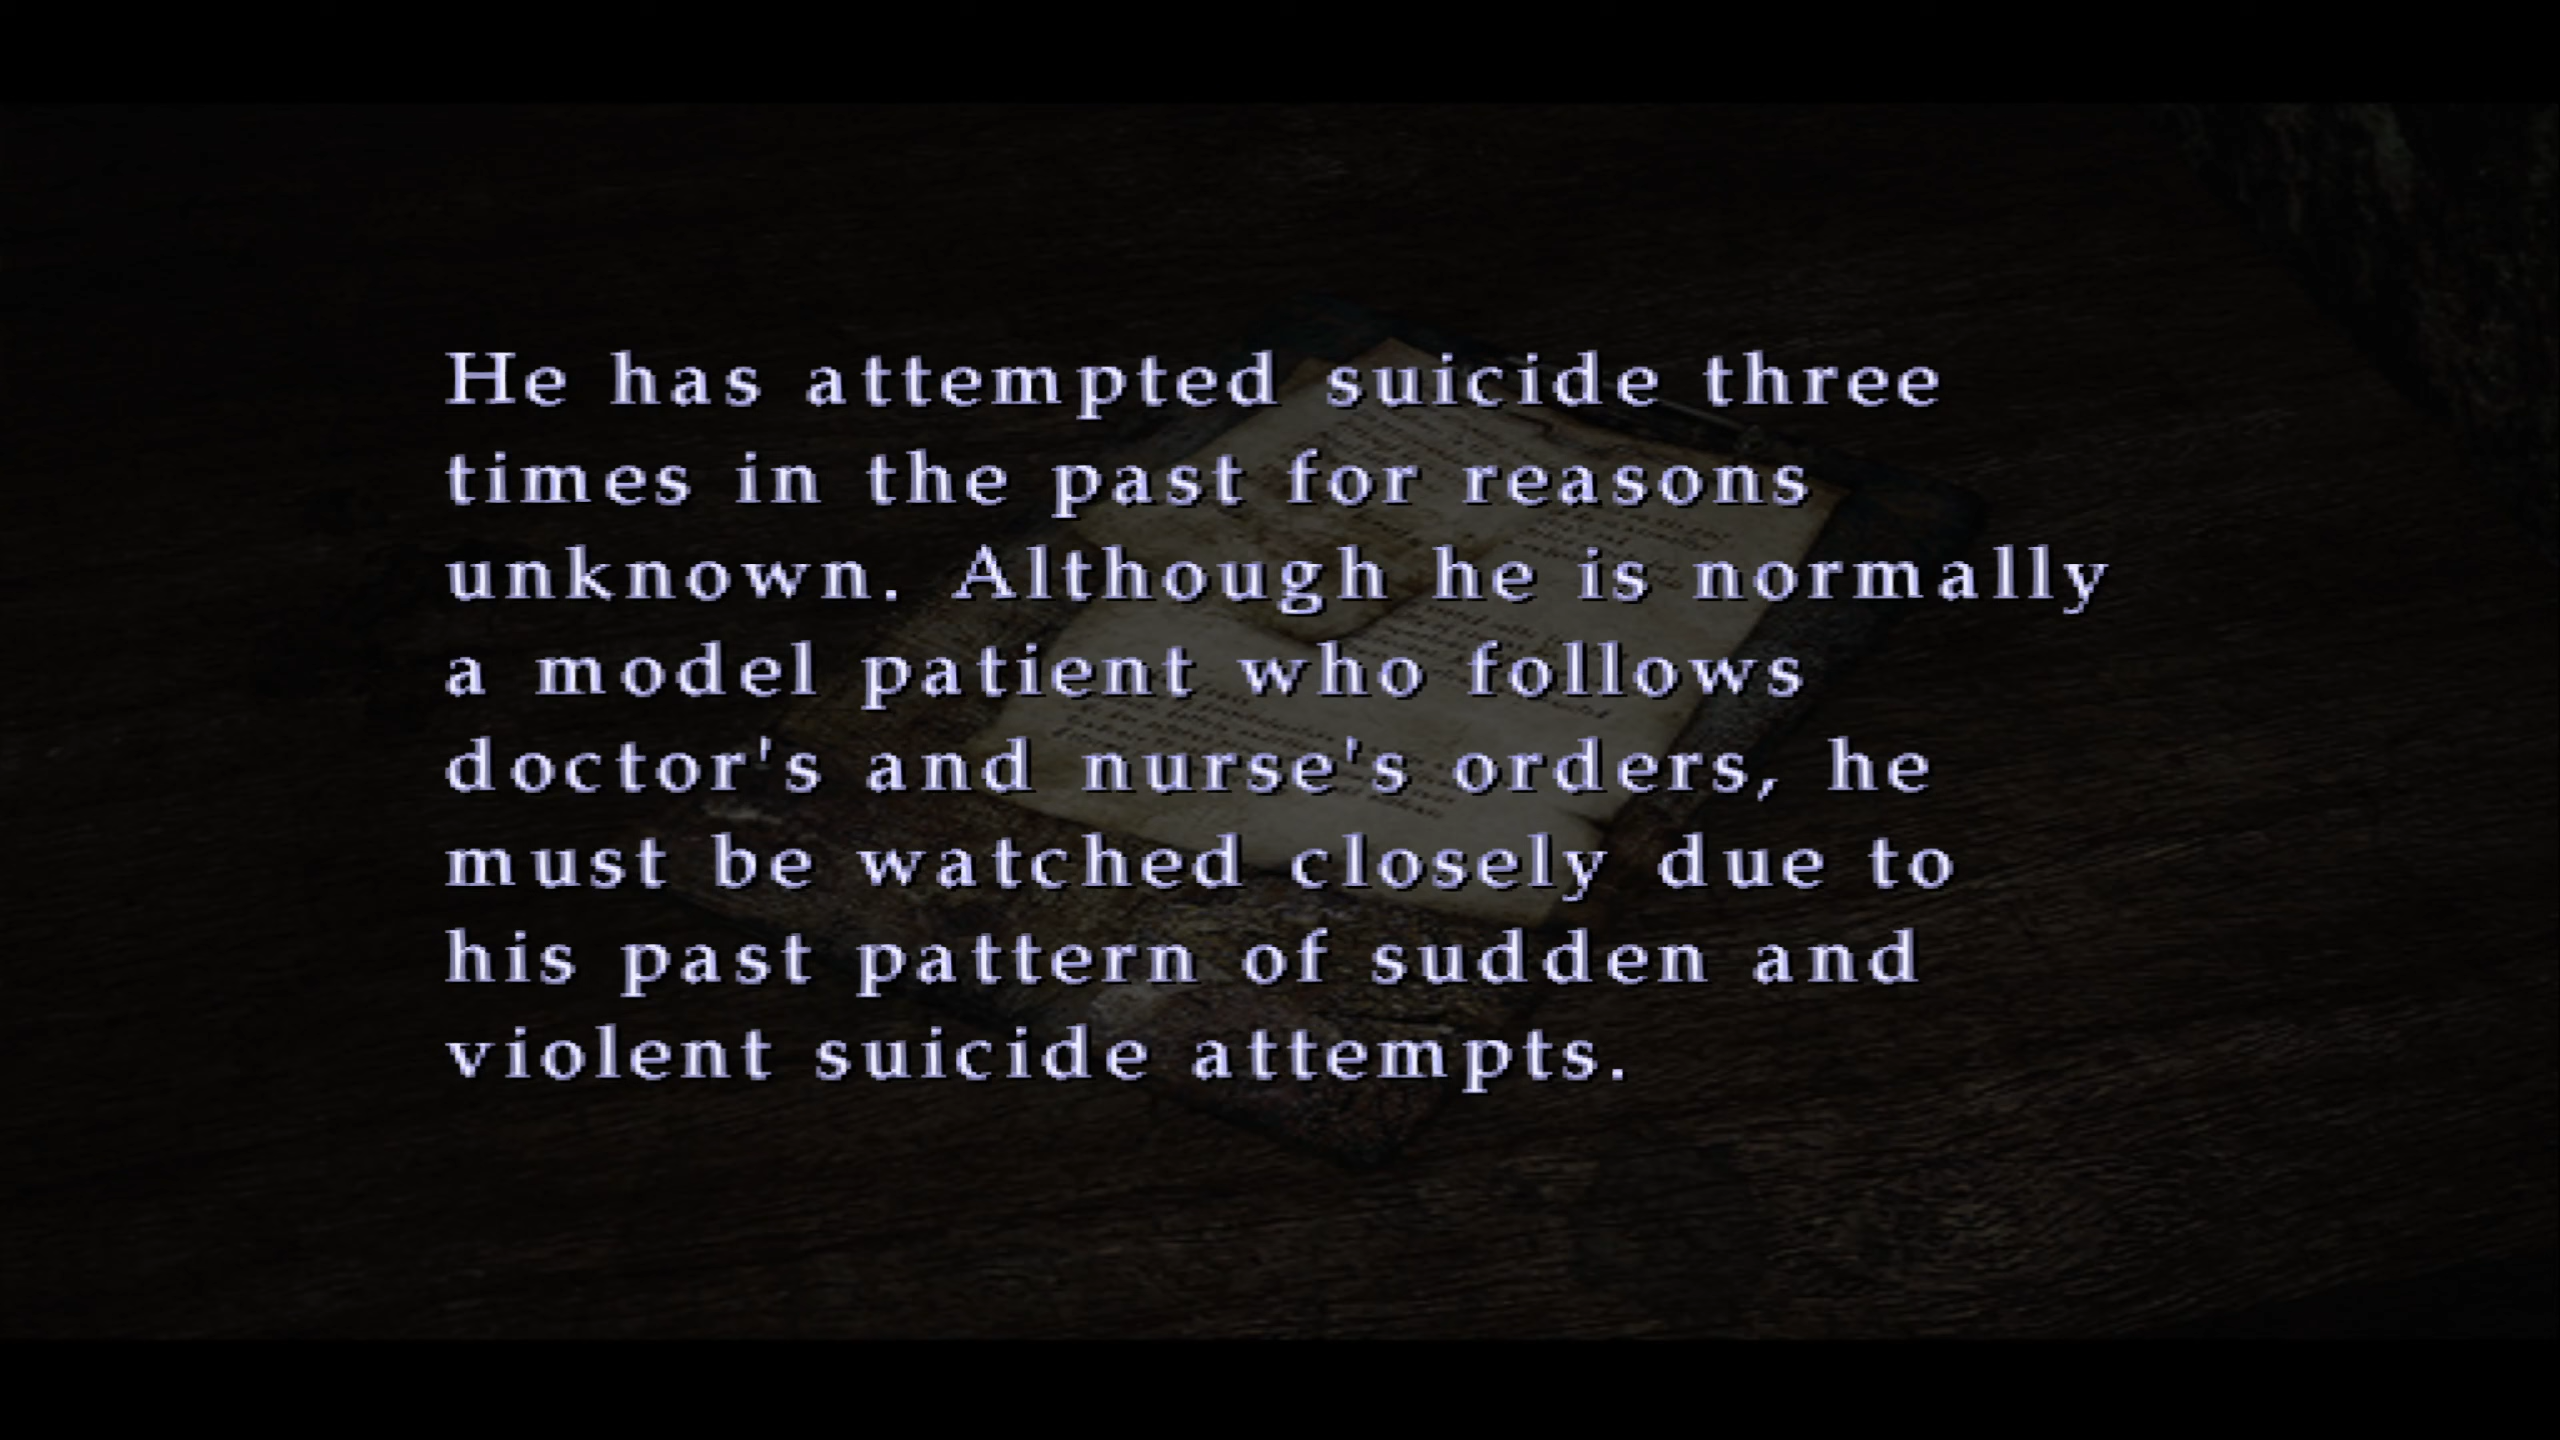 He has attempted suicide three
times in the past for reasons
unknown. Although he is normally
a model patient who follows
doctor's and nurse's orders, he
must be watched closely due to
his past pattern of sudden and
violent suicide attempts.